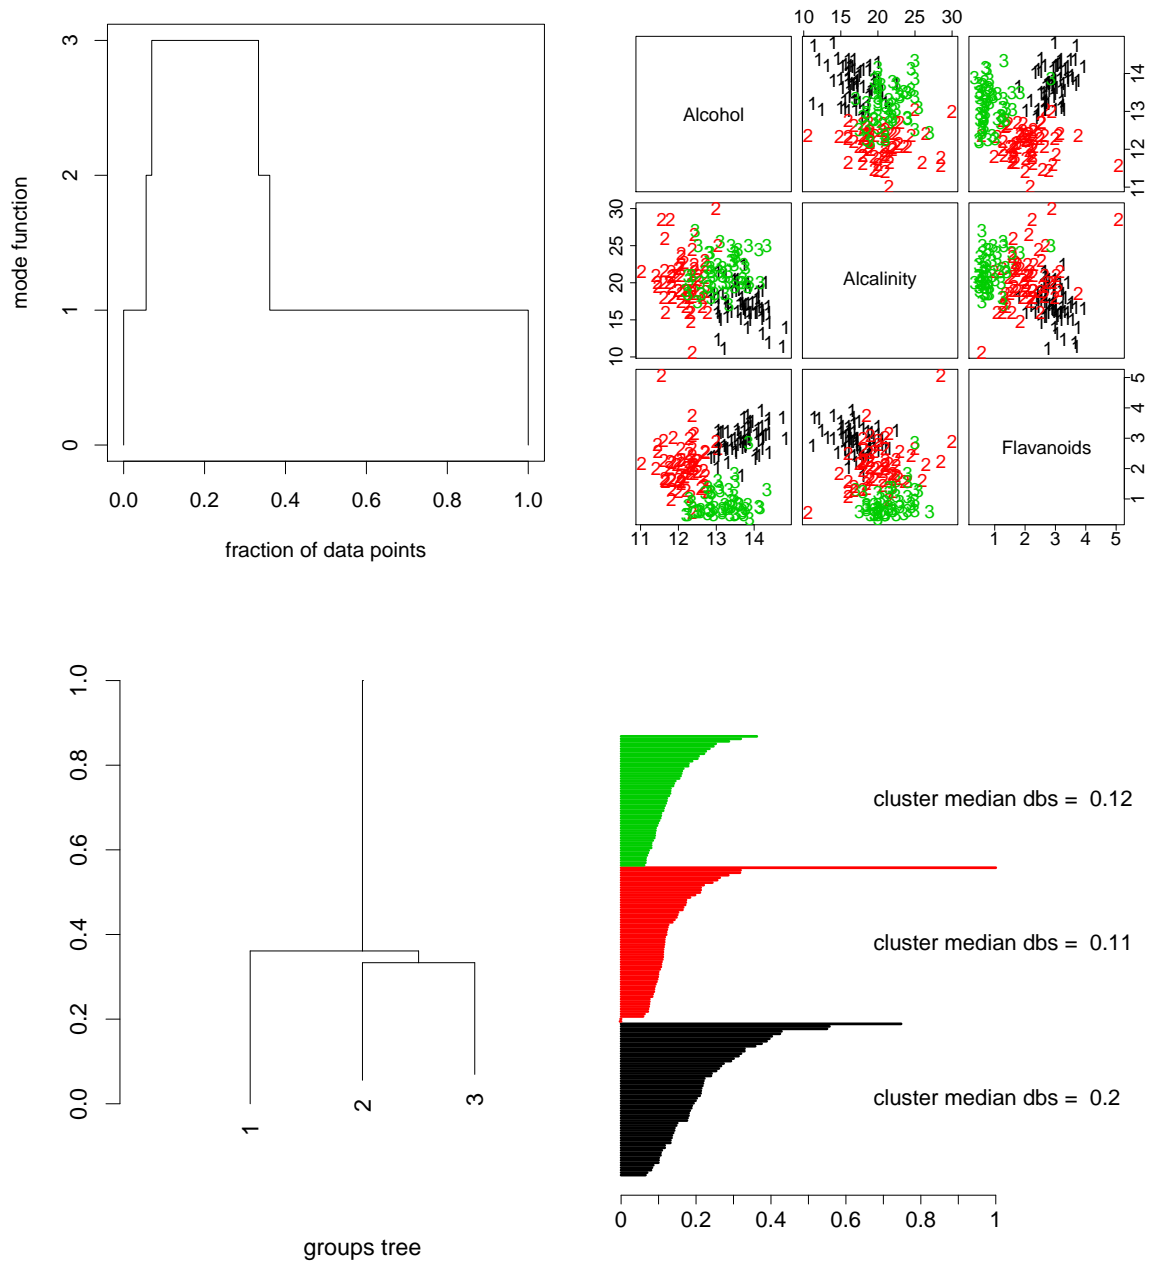 3
2
1
0
mode function
0.0 0.2 0.4 0.6 0.8 1.0
fraction of data points
10 15 20 25 30
Alcohol
14
13
12
11
30
25
20
15
10
Alcalinity
Flavanoids
5
4
3
2
1
11 12 13 14
1 2 3 4 5
1.0
0.8
0.6
0.4
0.2
0.0
1 2 3
groups tree
cluster median dbs = 0.12
cluster median dbs = 0.11
cluster median dbs = 0.2
0 0.2 0.4 0.6 0.8 1